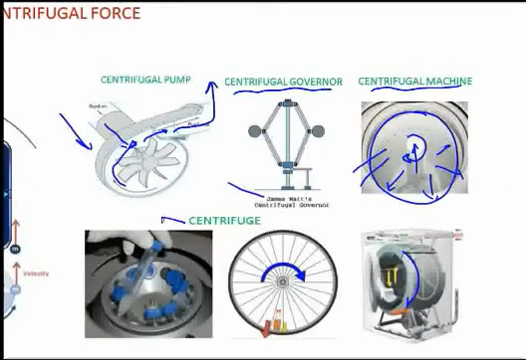 NTRIFUGAL FORCE
CENTRIFUGAL PUMP
CENTRIFUGAL GOVERNOR
CENTRIFUGAL MACHINE
James Watt's
Centrifugal Governor
CENTRIFUGE
m
Velocity
m